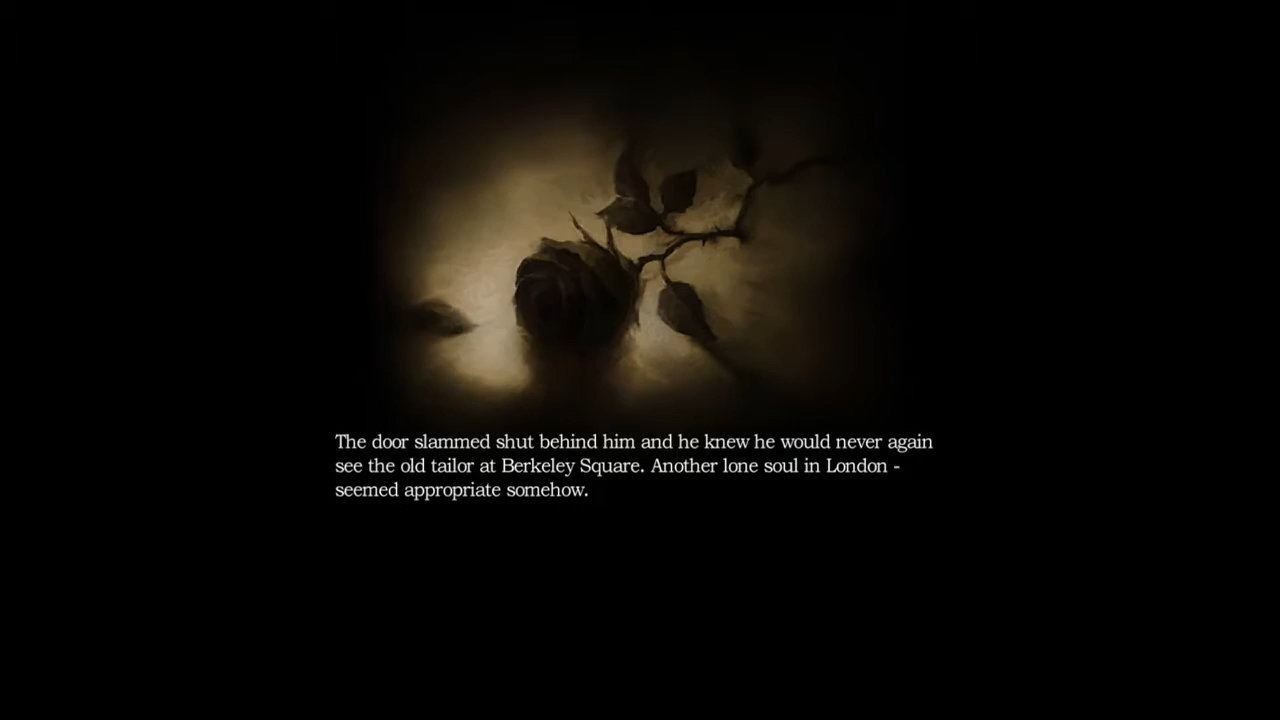 The door slammed shut behind him and he knew he would never again
see the old tailor at Berkeley Square. Another lone soul in London -
seemed appropriate somehow.